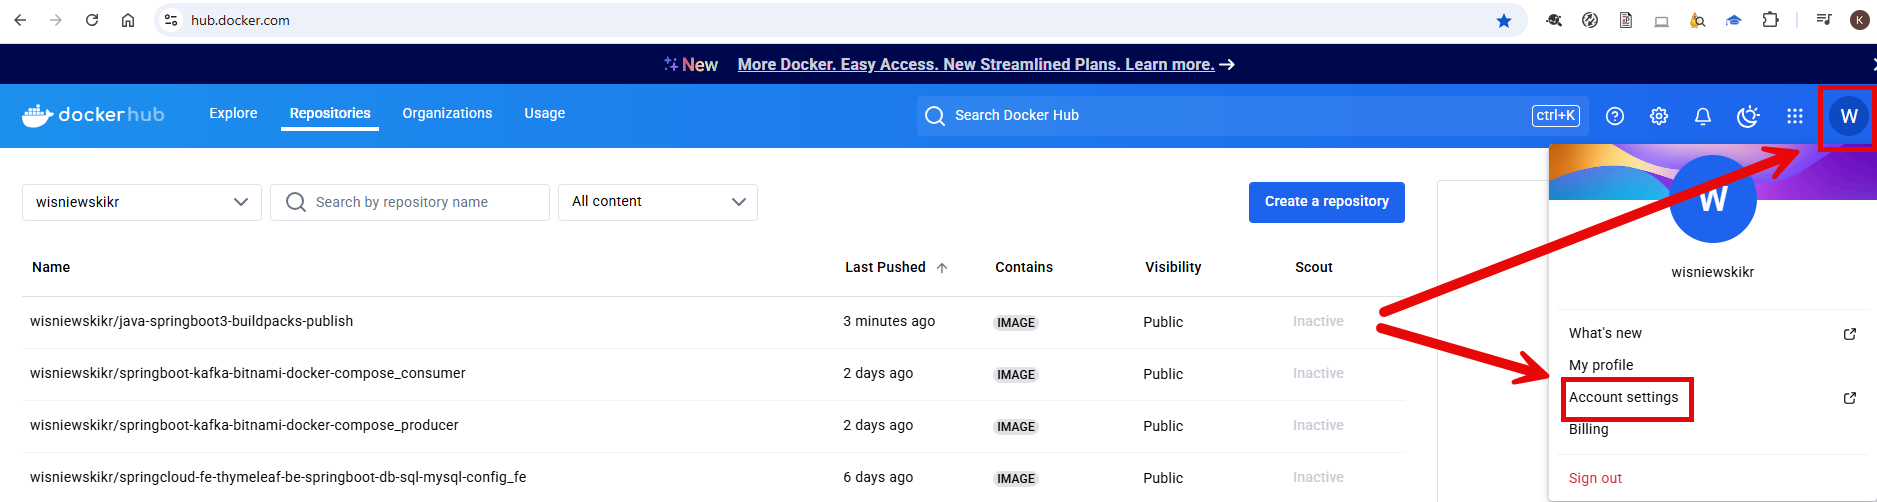 hub.docker.com
K
New More Docker. Easy Access. New Streamlined Plans. Learn more.
dockerhub Explore Repositories Organizations Usage Search Docker Hub ctrl+K W
wisniewskikr Search by repository name All content Create a repository
W
wisniewskikr
Name Last Pushed Contains Visibility Scout
wisniewskikr/java-springboot3-buildpacks-publish 3 minutes ago IMAGE Public Inactive
wisniewskikr/springboot-kafka-bitnami-docker-compose_consumer 2 days ago IMAGE Public Inactive
wisniewskikr/springboot-kafka-bitnami-docker-compose_producer 2 days ago IMAGE Public Inactive
wisniewskikr/springcloud-fe-thymeleaf-be-springboot-db-sql-mysql-config_fe 6 days ago IMAGE Public Inactive
What's new
My profile
Account settings
Billing
Sign out